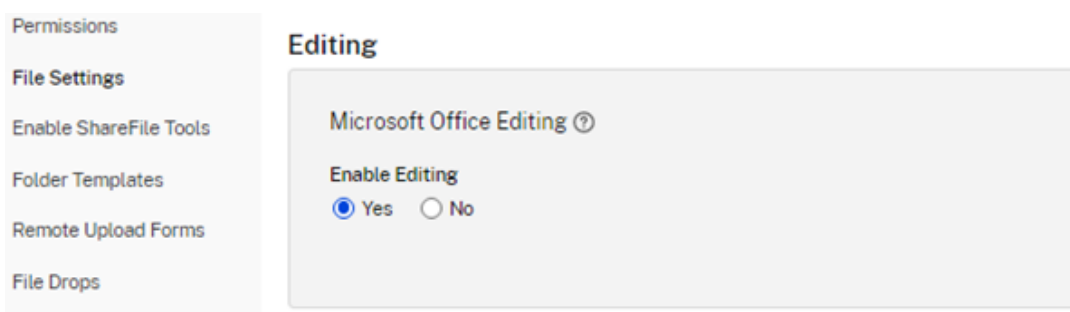 Permissions
File Settings
Enable ShareFile Tools
Folder Templates
Remote Upload Forms
File Drops
Editing
Microsoft Office Editing ?
Enable Editing
Yes No